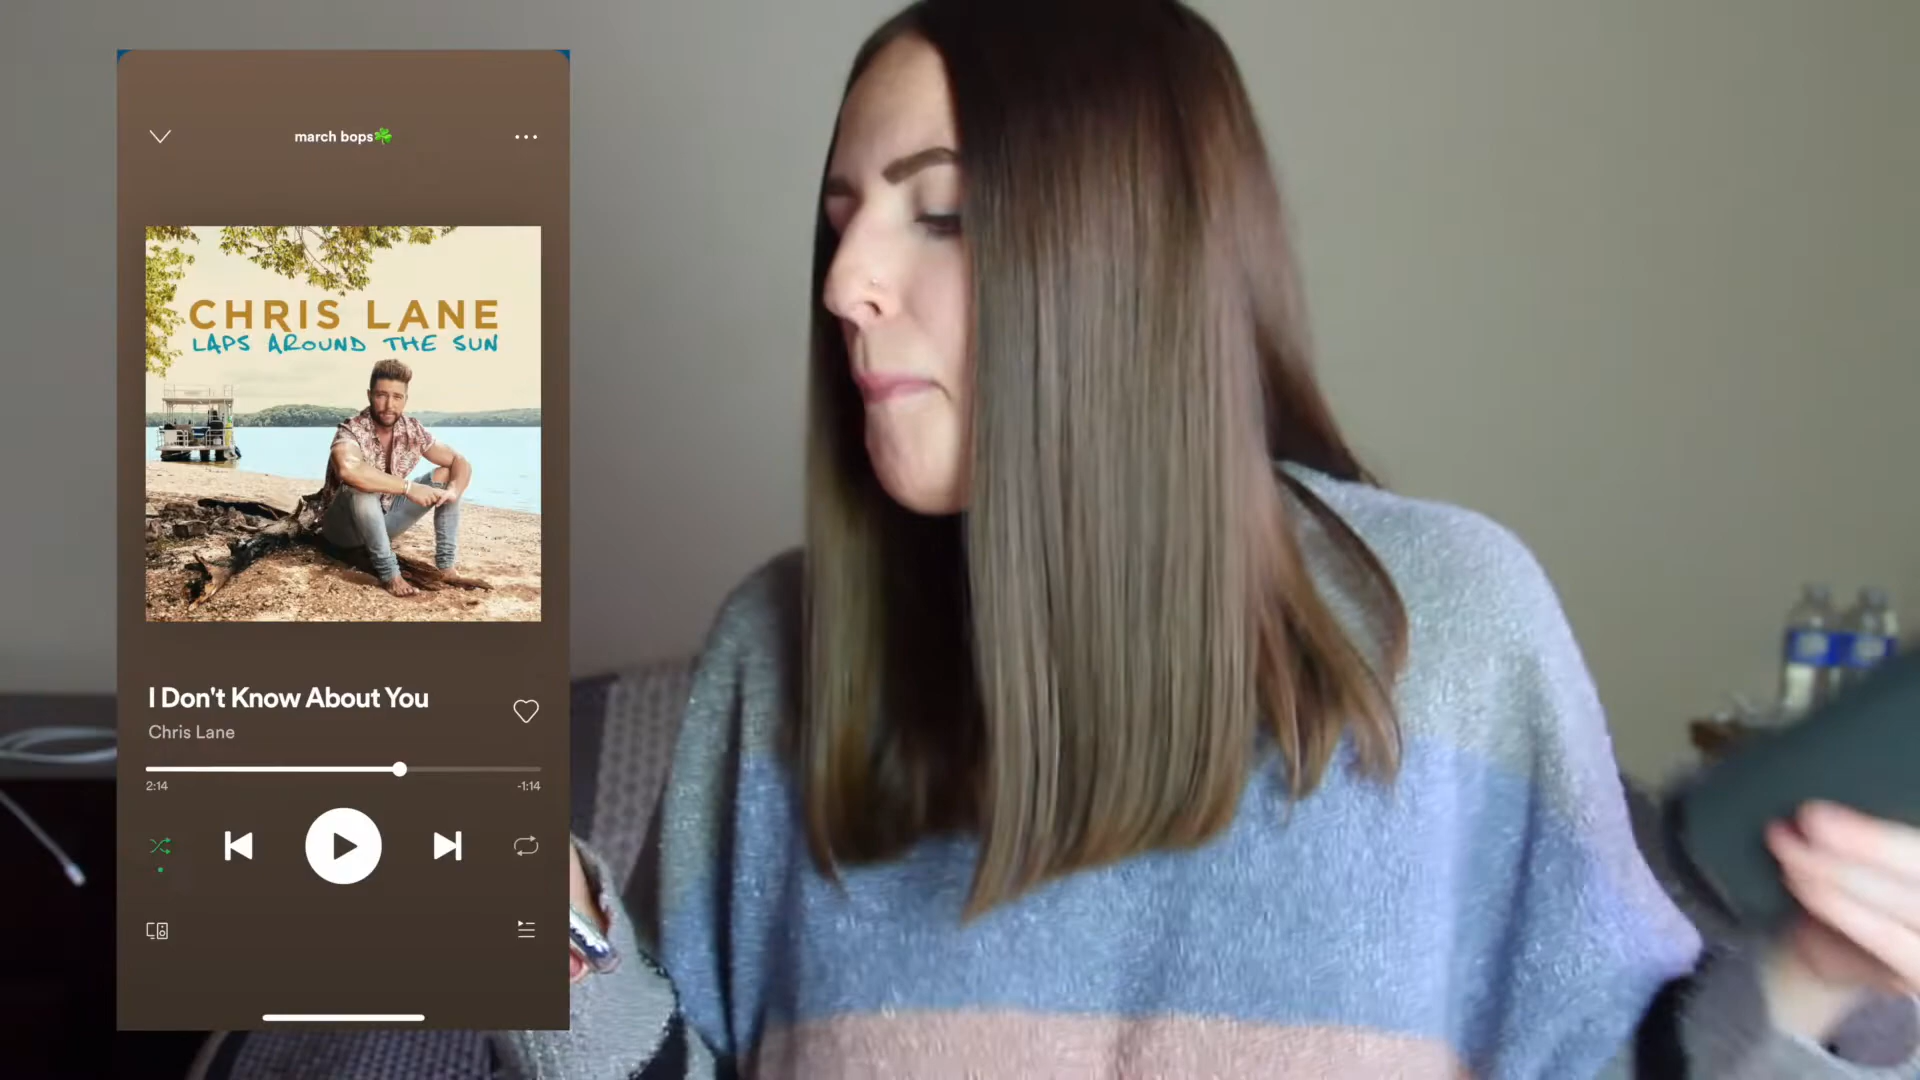 march bops☘️
CHRIS LANE
LAPS AROUND THE SUN
I Don't Know About You
Chris Lane
2:14
-1:14